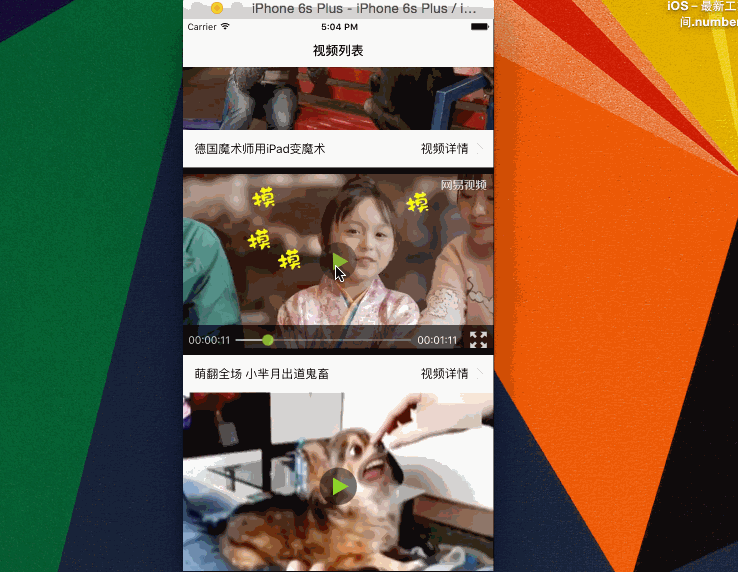 iPhone 6s Plus - iPhone 6s Plus / i...
iOS – 最新工
间.number
Carrier
5:04 PM
视频列表
德国魔术师用iPad变魔术
视频详情
网易视频
摸
摸
摸
摸
00:00:11
00:01:11
萌翻全场 小芈月出道鬼畜
视频详情